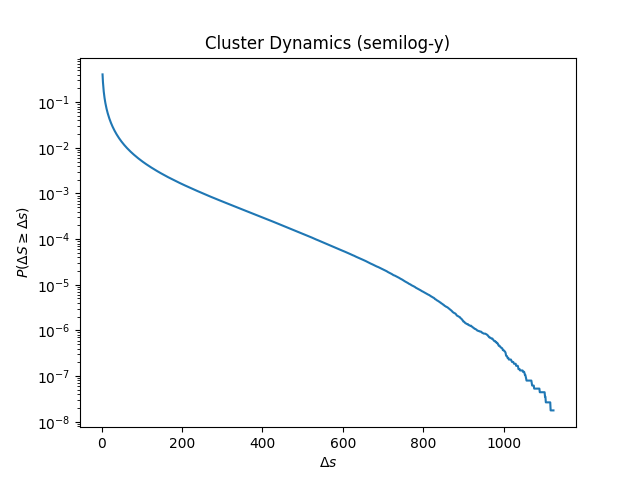 Cluster Dynamics (semilog-y)
P(ΔS ≥ Δs)
10⁻¹
10⁻²
10⁻³
10⁻⁴
10⁻⁵
10⁻⁶
10⁻⁷
10⁻⁸
0 200 400 600 800 1000
Δs